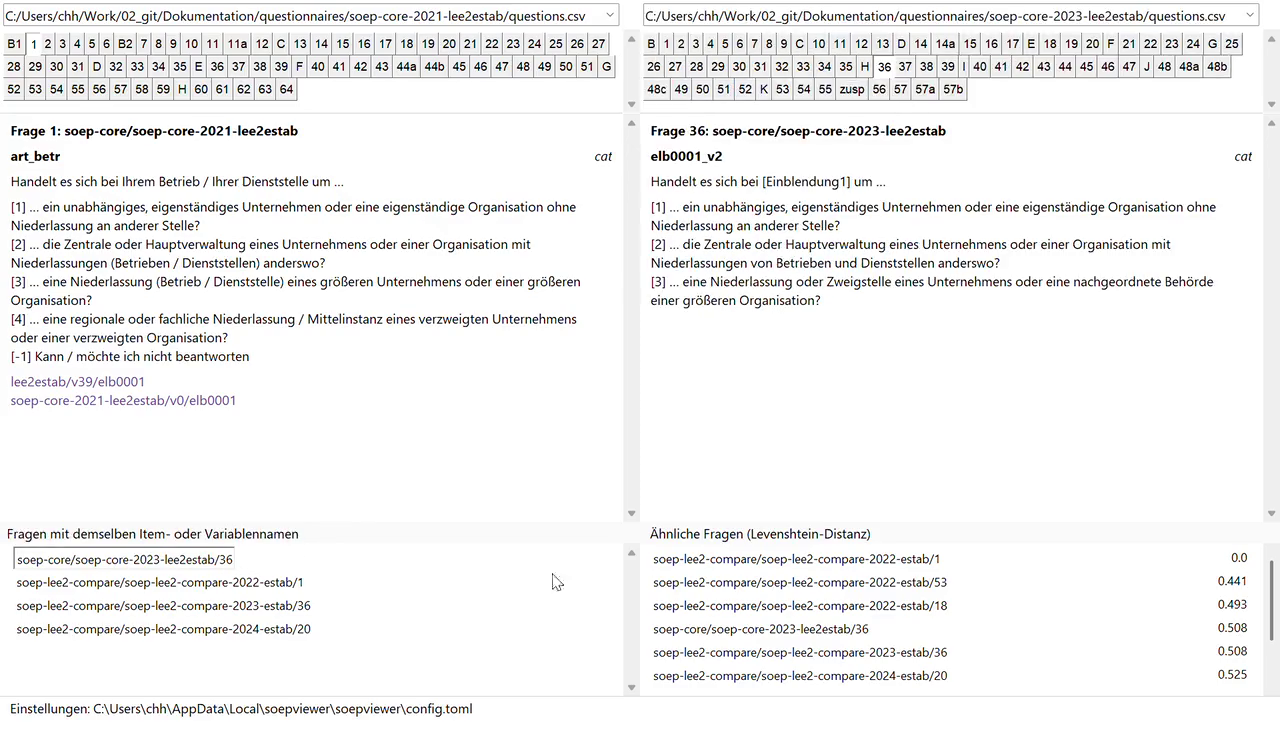 C:/Users/chh/Work/02_git/Dokumentation/questionnaires/soep-core-2021-lee2estab/questions.csv
B1 1 2 3 4 5 6 B2 7 8 9 10 11 11a 12 C 13 14 15 16 17 18 19 20 21 22 23 24 25 26 27
28 29 30 31 D 32 33 34 35 E 36 37 38 39 F 40 41 42 43 44a 44b 45 46 47 48 49 50 51 G
52 53 54 55 56 57 58 59 H 60 61 62 63 64
Frage 1: soep-core/soep-core-2021-lee2estab
art_betr cat
Handelt es sich bei Ihrem Betrieb / Ihrer Dienststelle um ...
[1] ... ein unabhängiges, eigenständiges Unternehmen oder eine eigenständige Organisation ohne
Niederlassung an anderer Stelle?
[2] ... die Zentrale oder Hauptverwaltung eines Unternehmens oder einer Organisation mit
Niederlassungen (Betrieben / Dienststellen) anderswo?
[3] ... eine Niederlassung (Betrieb / Dienststelle) eines größeren Unternehmens oder einer größeren
Organisation?
[4] ... eine regionale oder fachliche Niederlassung / Mittelinstanz eines verzweigten Unternehmens
oder einer verzweigten Organisation?
[-1] Kann / möchte ich nicht beantworten
lee2estab/v39/elb0001
soep-core-2021-lee2estab/v0/elb0001
Fragen mit demselben Item- oder Variablennamen
soep-core/soep-core-2023-lee2estab/36
soep-lee2-compare/soep-lee2-compare-2022-estab/1
soep-lee2-compare/soep-lee2-compare-2023-estab/36
soep-lee2-compare/soep-lee2-compare-2024-estab/20
C:/Users/chh/Work/02_git/Dokumentation/questionnaires/soep-core-2023-lee2estab/questions.csv
B 1 2 3 4 5 6 7 8 9 C 10 11 12 13 D 14 14a 15 16 17 E 18 19 20 F 21 22 23 24 G 25
26 27 28 29 30 31 32 33 34 35 H 36 37 38 39 I 40 41 42 43 44 45 46 47 J 48 48a 48b
48c 49 50 51 52 K 53 54 55 zusp 56 57 57a 57b
Frage 36: soep-core/soep-core-2023-lee2estab
elb0001_v2 cat
Handelt es sich bei [Einblendung1] um ...
[1] ... ein unabhängiges, eigenständiges Unternehmen oder eine eigenständige Organisation ohne
Niederlassung an anderer Stelle?
[2] ... die Zentrale oder Hauptverwaltung eines Unternehmens oder einer Organisation mit
Niederlassungen von Betrieben und Dienststellen anderswo?
[3] ... eine Niederlassung oder Zweigstelle eines Unternehmens oder eine nachgeordnete Behörde
einer größeren Organisation?
Ähnliche Fragen (Levenshtein-Distanz)
soep-lee2-compare/soep-lee2-compare-2022-estab/1 0.0
soep-lee2-compare/soep-lee2-compare-2022-estab/53 0.441
soep-lee2-compare/soep-lee2-compare-2022-estab/18 0.493
soep-core/soep-core-2023-lee2estab/36 0.508
soep-lee2-compare/soep-lee2-compare-2023-estab/36 0.508
soep-lee2-compare/soep-lee2-compare-2024-estab/20 0.525
Einstellungen: C:\Users\chh\AppData\Local\soepviewer\soepviewer\config.toml